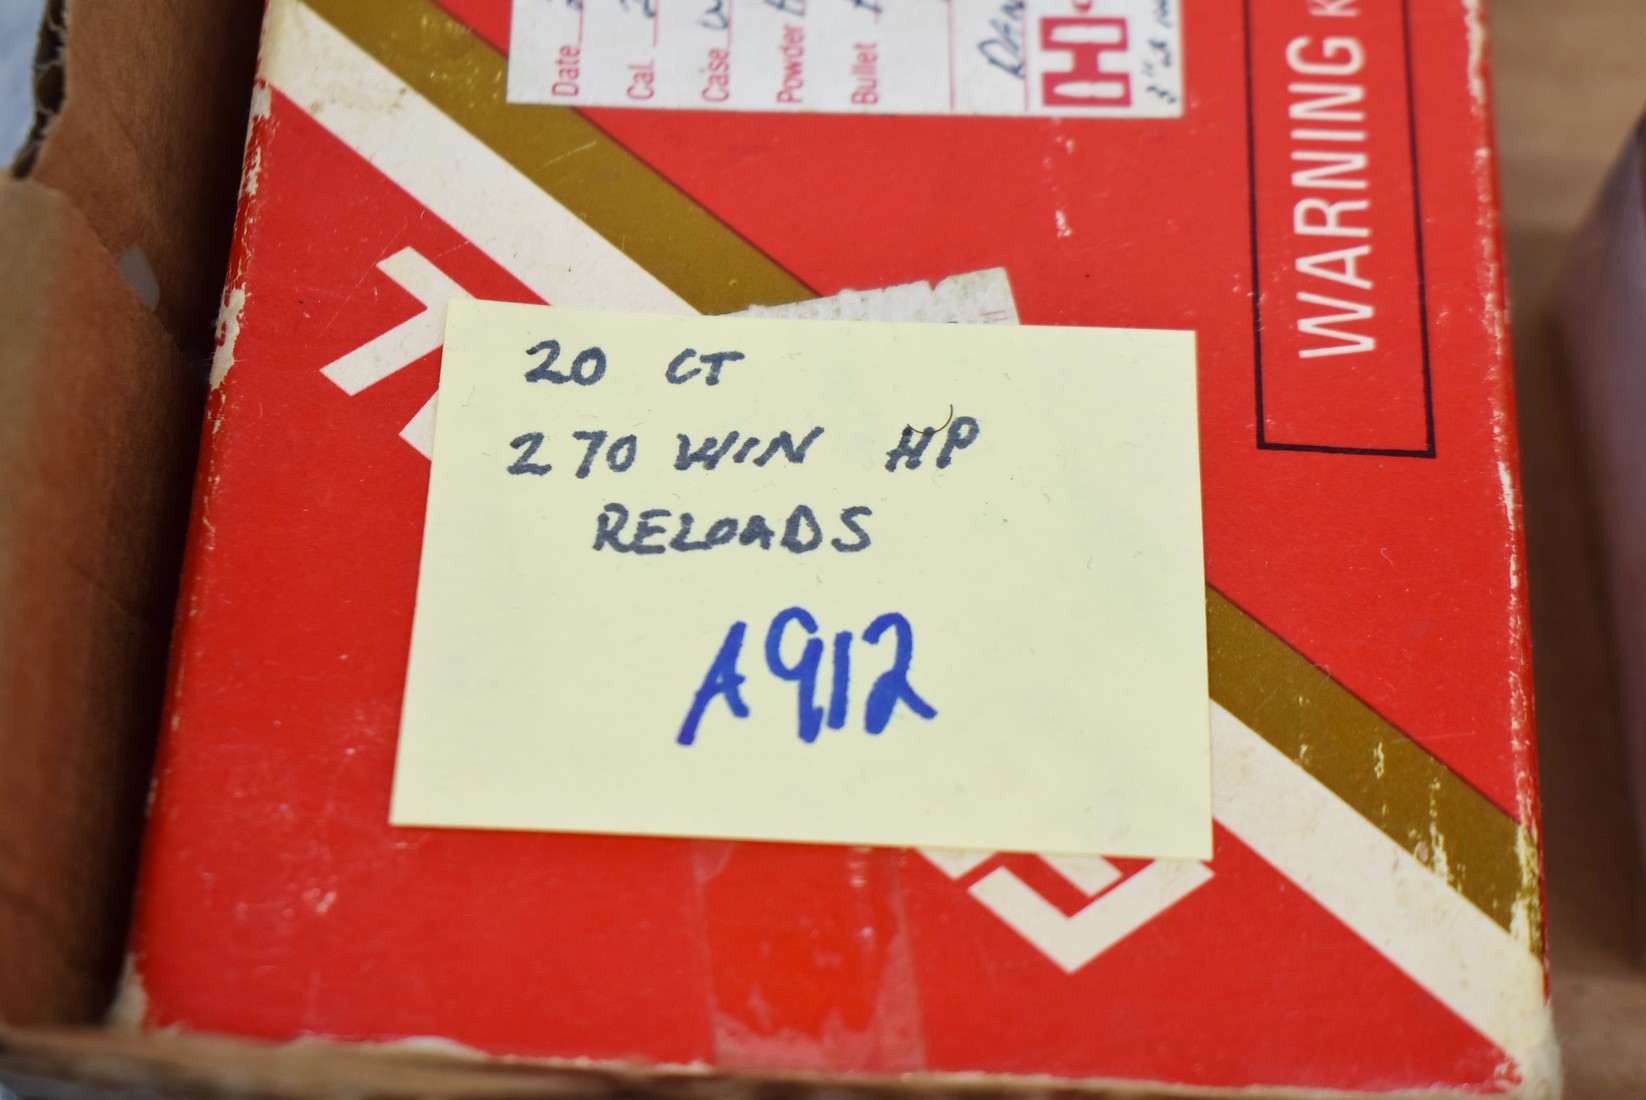 20 CT
270 WIN HP
RELOADS
A912
Date
Cal.
Case
Powder
Bullet
WARNING